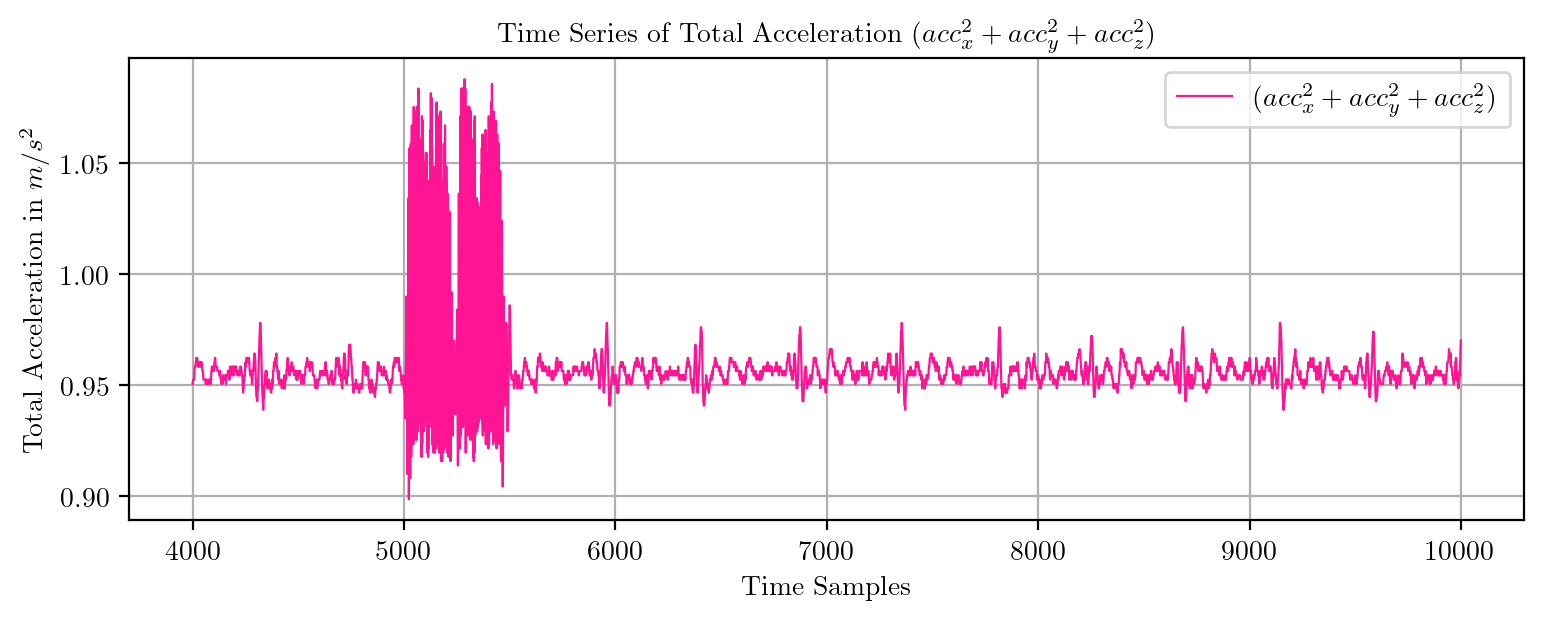 Time Series of Total Acceleration $(acc_x^2 + acc_y^2 + acc_z^2)$
$(acc_x^2 + acc_y^2 + acc_z^2)$
Total Acceleration in $m/s^2$
1.05
1.00
0.95
0.90
4000 5000 6000 7000 8000 9000 10000
Time Samples